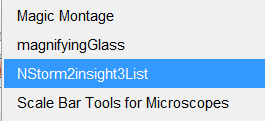 Magic Montage
magnifyingGlass
NStorm2insight3List
Scale Bar Tools for Microscopes